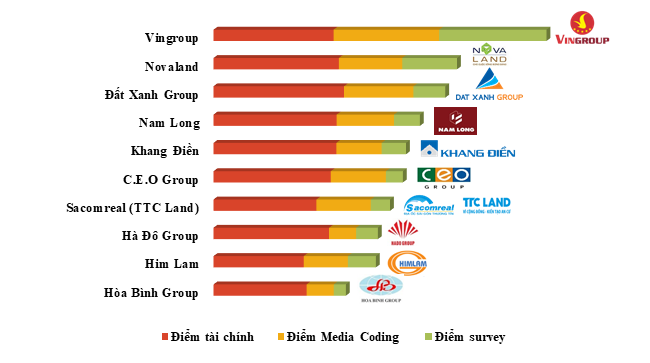 Vingroup
VINGROUP
Novaland
NOVA
LAND
Đất Xanh Group
DAT XANH GROUP
Nam Long
NAM LONG
Khang Điền
KHANG ĐIỀN
C.E.O Group
CEO
GROUP
Sacomreal (TTC Land)
Sacomreal
TTC LAND
Hà Đô Group
HADO GROUP
Him Lam
HIMLAM
Hòa Bình Group
HOA BINH GROUP
Điểm tài chính
Điểm Media Coding
Điểm survey